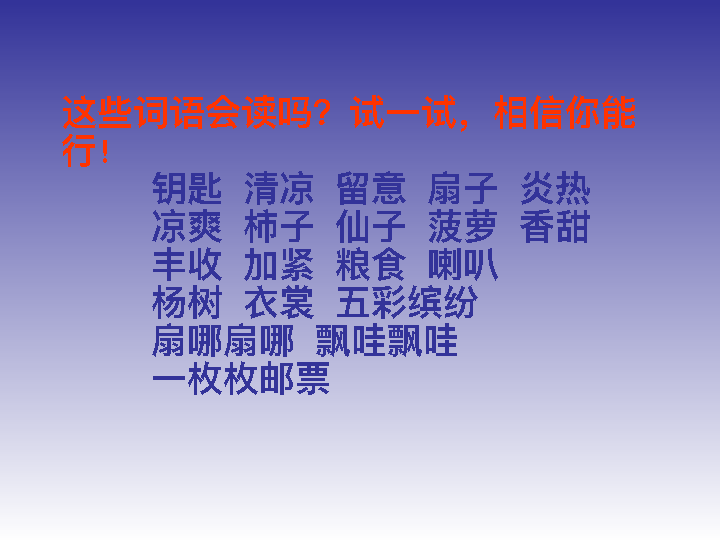 这些词语会读吗？试一试，相信你能
行！
钥匙 清凉 留意 扇子 炎热
凉爽 柿子 仙子 菠萝 香甜
丰收 加紧 粮食 喇叭
杨树 衣裳 五彩缤纷
扇哪扇哪 飘哇飘哇
一枚枚邮票